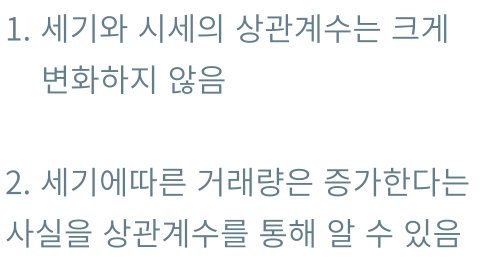 1. 세기와 시세의 상관계수는 크게
변화하지 않음
2. 세기에따른 거래량은 증가한다는
사실을 상관계수를 통해 알 수 있음